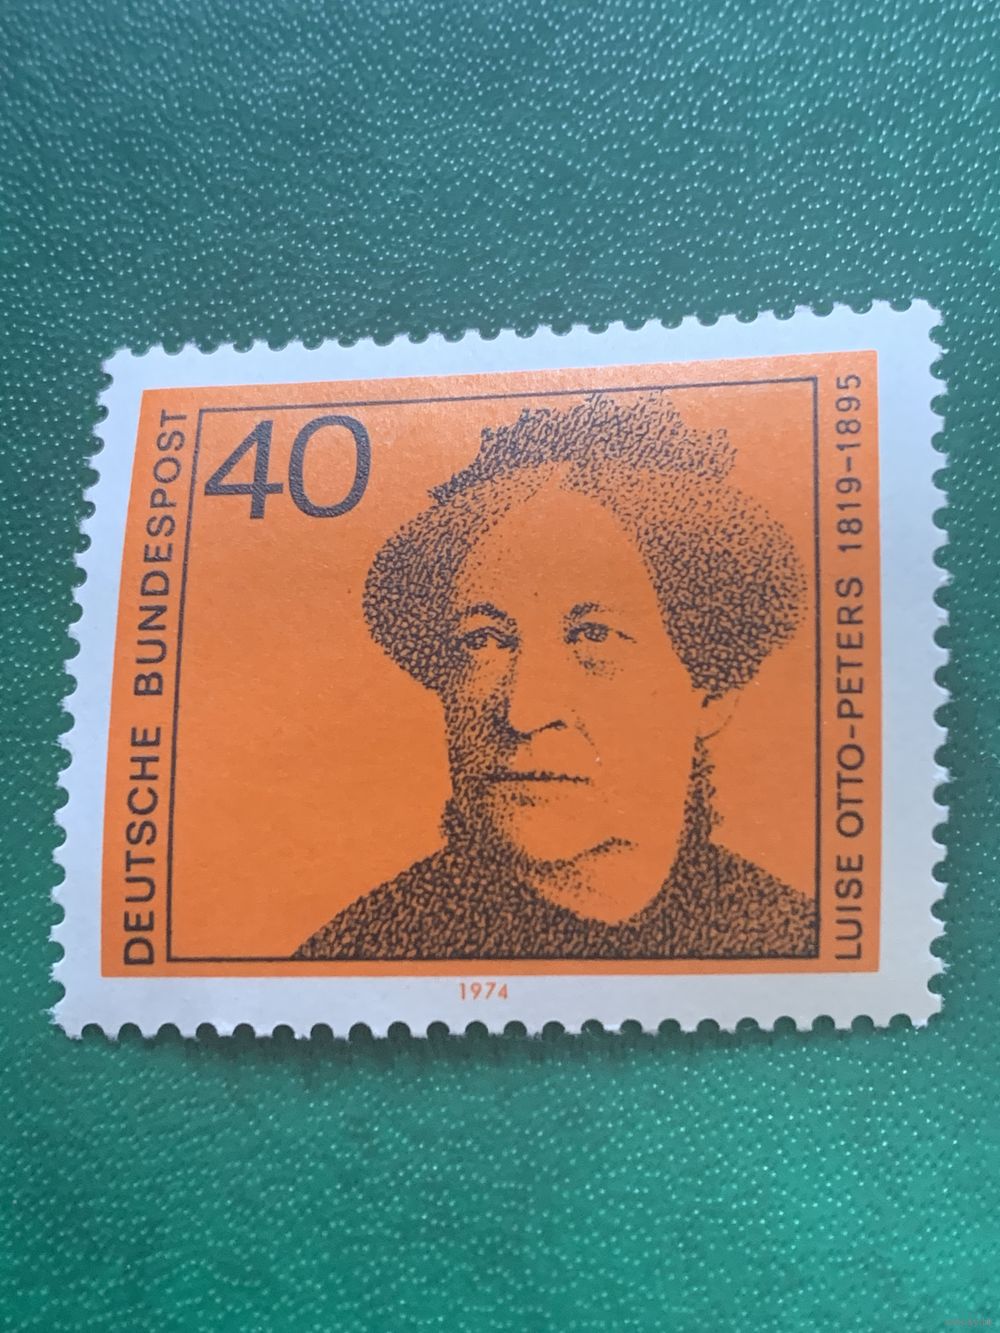 DEUTSCHE BUNDESPOST
40
LUISE OTTO-PETERS 1819-1895
1974